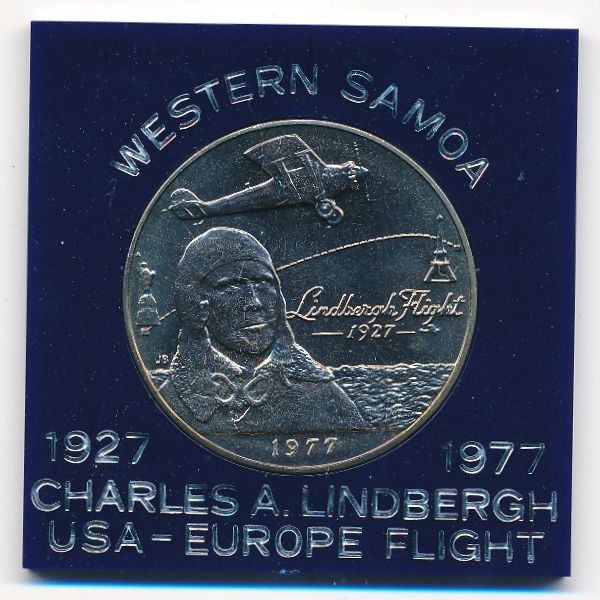 WESTERN SAMOA
Lindbergh Flight
1927
JB
1977
1927 1977
CHARLES A. LINDBERGH
USA-EUROPE FLIGHT